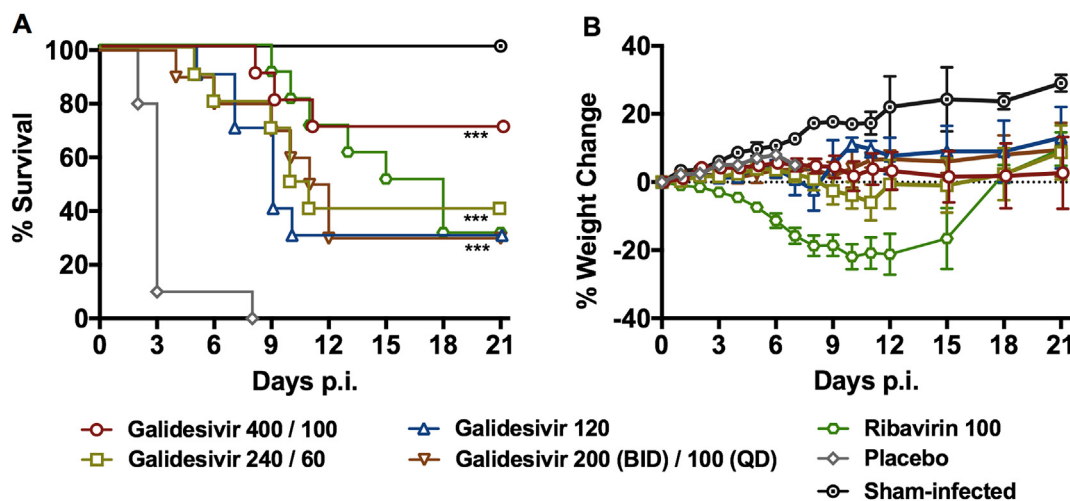 A
% Survival
100
80
60
40
20
0
***
***
***
0 3 6 9 12 15 18 21
Days p.i.
B
% Weight Change
40
20
0
-20
-40
0 3 6 9 12 15 18 21
Days p.i.
Galidesivir 400 / 100
Galidesivir 240 / 60
Galidesivir 120
Galidesivir 200 (BID) / 100 (QD)
Ribavirin 100
Placebo
Sham-infected